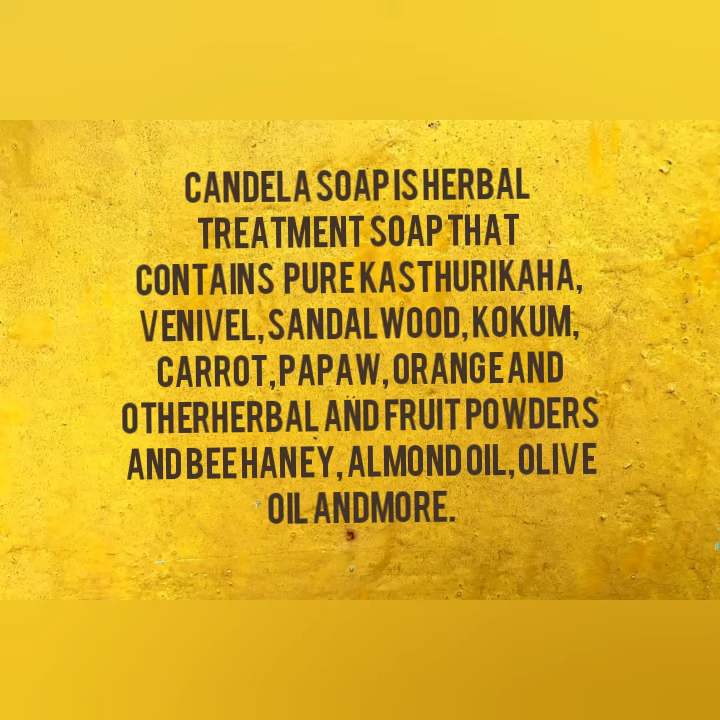 CANDELA SOAP IS HERBAL
TREATMENT SOAP THAT
CONTAINS PURE KASTHURIKAHA,
VENIVEL, SANDALWOOD, KOKUM,
CARROT, PAPAW, ORANGE AND
OTHERHERBAL AND FRUIT POWDERS
AND BEE HANEY, ALMOND OIL, OLIVE
OIL ANDMORE.